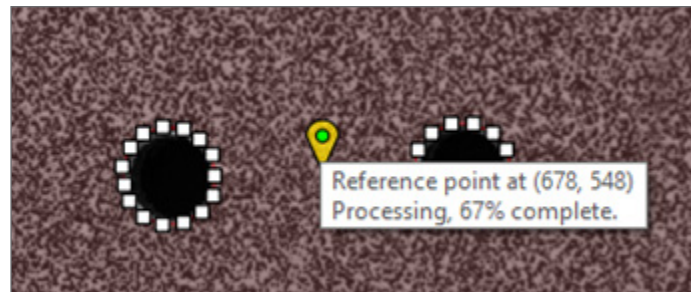 Reference point at (678, 548)
Processing, 67% complete.